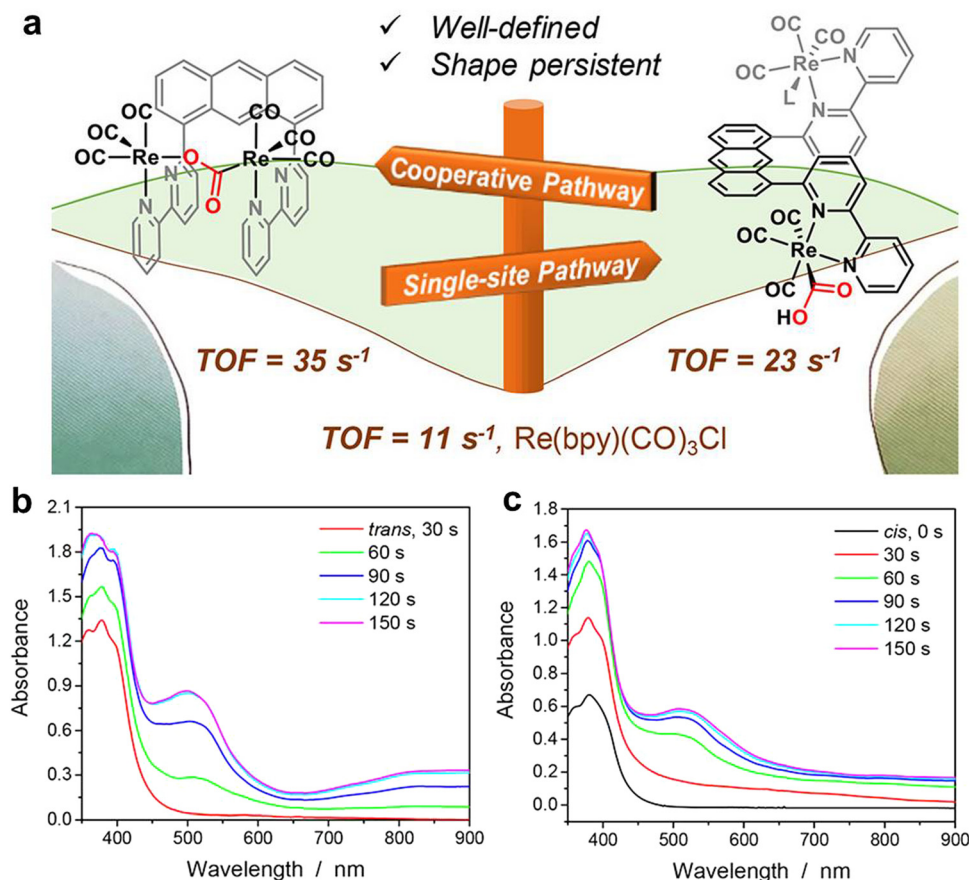 a
✓ Well-defined
✓ Shape persistent
CO
OC
OC
Re
O
O
N
N
CO
CO
CO
Re
N
N
OC
CO
OC
Re
N
L
N
OC
OC
Re
N
N
OC
O
HO
Cooperative Pathway
Single-site Pathway
TOF = 35 s⁻¹
TOF = 23 s⁻¹
TOF = 11 s⁻¹, Re(bpy)(CO)₃Cl
b
2.1
1.8
1.5
1.2
0.9
0.6
0.3
0.0
Absorbance
trans, 30 s
60 s
90 s
120 s
150 s
400 500 600 700 800 900
Wavelength / nm
c
1.8
1.6
1.4
1.2
1.0
0.8
0.6
0.4
0.2
0.0
Absorbance
cis, 0 s
30 s
60 s
90 s
120 s
150 s
400 500 600 700 800 900
Wavelength / nm